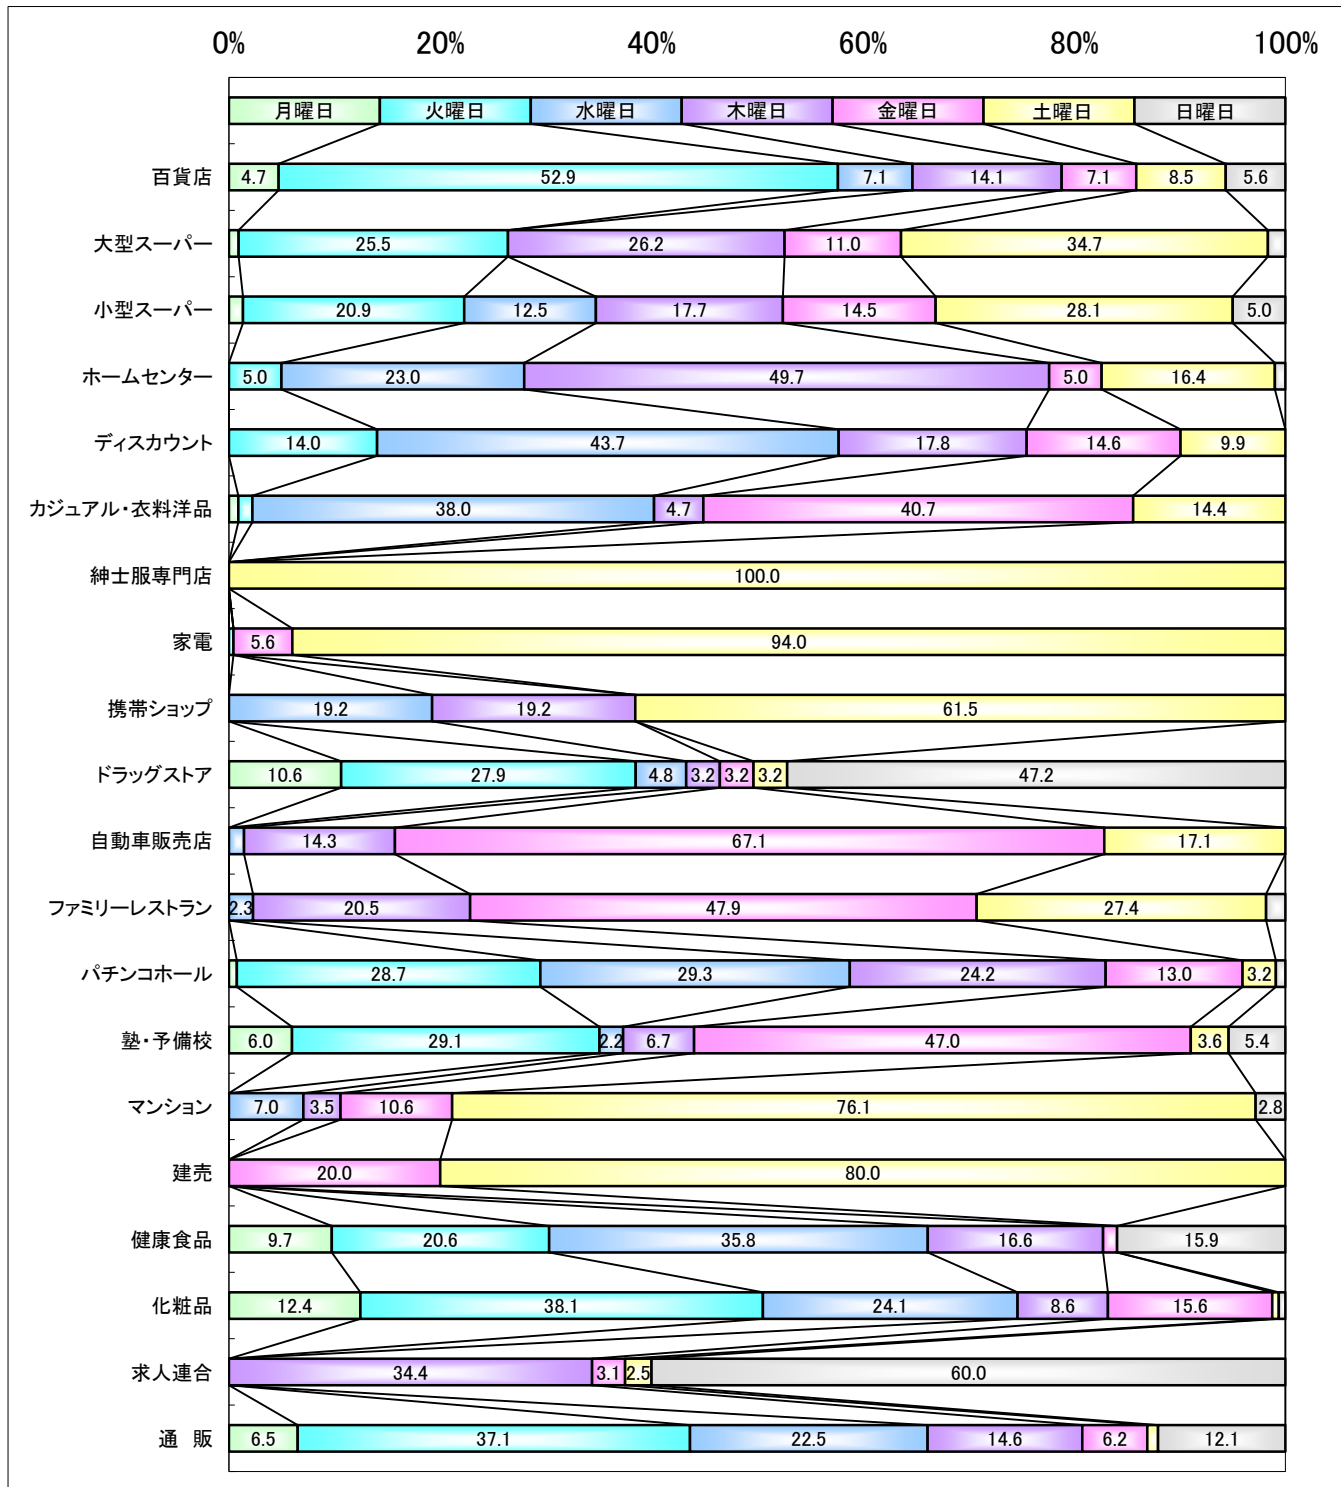 0% 20% 40% 60% 80% 100%
月曜日 火曜日 水曜日 木曜日 金曜日 土曜日 日曜日
百貨店 4.7 52.9 7.1 14.1 7.1 8.5 5.6
大型スーパー 25.5 26.2 11.0 34.7
小型スーパー 20.9 12.5 17.7 14.5 28.1 5.0
ホームセンター 5.0 23.0 49.7 5.0 16.4
ディスカウント 14.0 43.7 17.8 14.6 9.9
カジュアル・衣料洋品 38.0 4.7 40.7 14.4
紳士服専門店 100.0
家電 5.6 94.0
携帯ショップ 19.2 19.2 61.5
ドラッグストア 10.6 27.9 4.8 3.2 3.2 3.2 47.2
自動車販売店 14.3 67.1 17.1
ファミリーレストラン 2.3 20.5 47.9 27.4
パチンコホール 28.7 29.3 24.2 13.0 3.2
塾・予備校 6.0 29.1 2.2 6.7 47.0 3.6 5.4
マンション 7.0 3.5 10.6 76.1 2.8
建売 20.0 80.0
健康食品 9.7 20.6 35.8 16.6 15.9
化粧品 12.4 38.1 24.1 8.6 15.6
求人連合 34.4 3.1 2.5 60.0
通 販 6.5 37.1 22.5 14.6 6.2 12.1